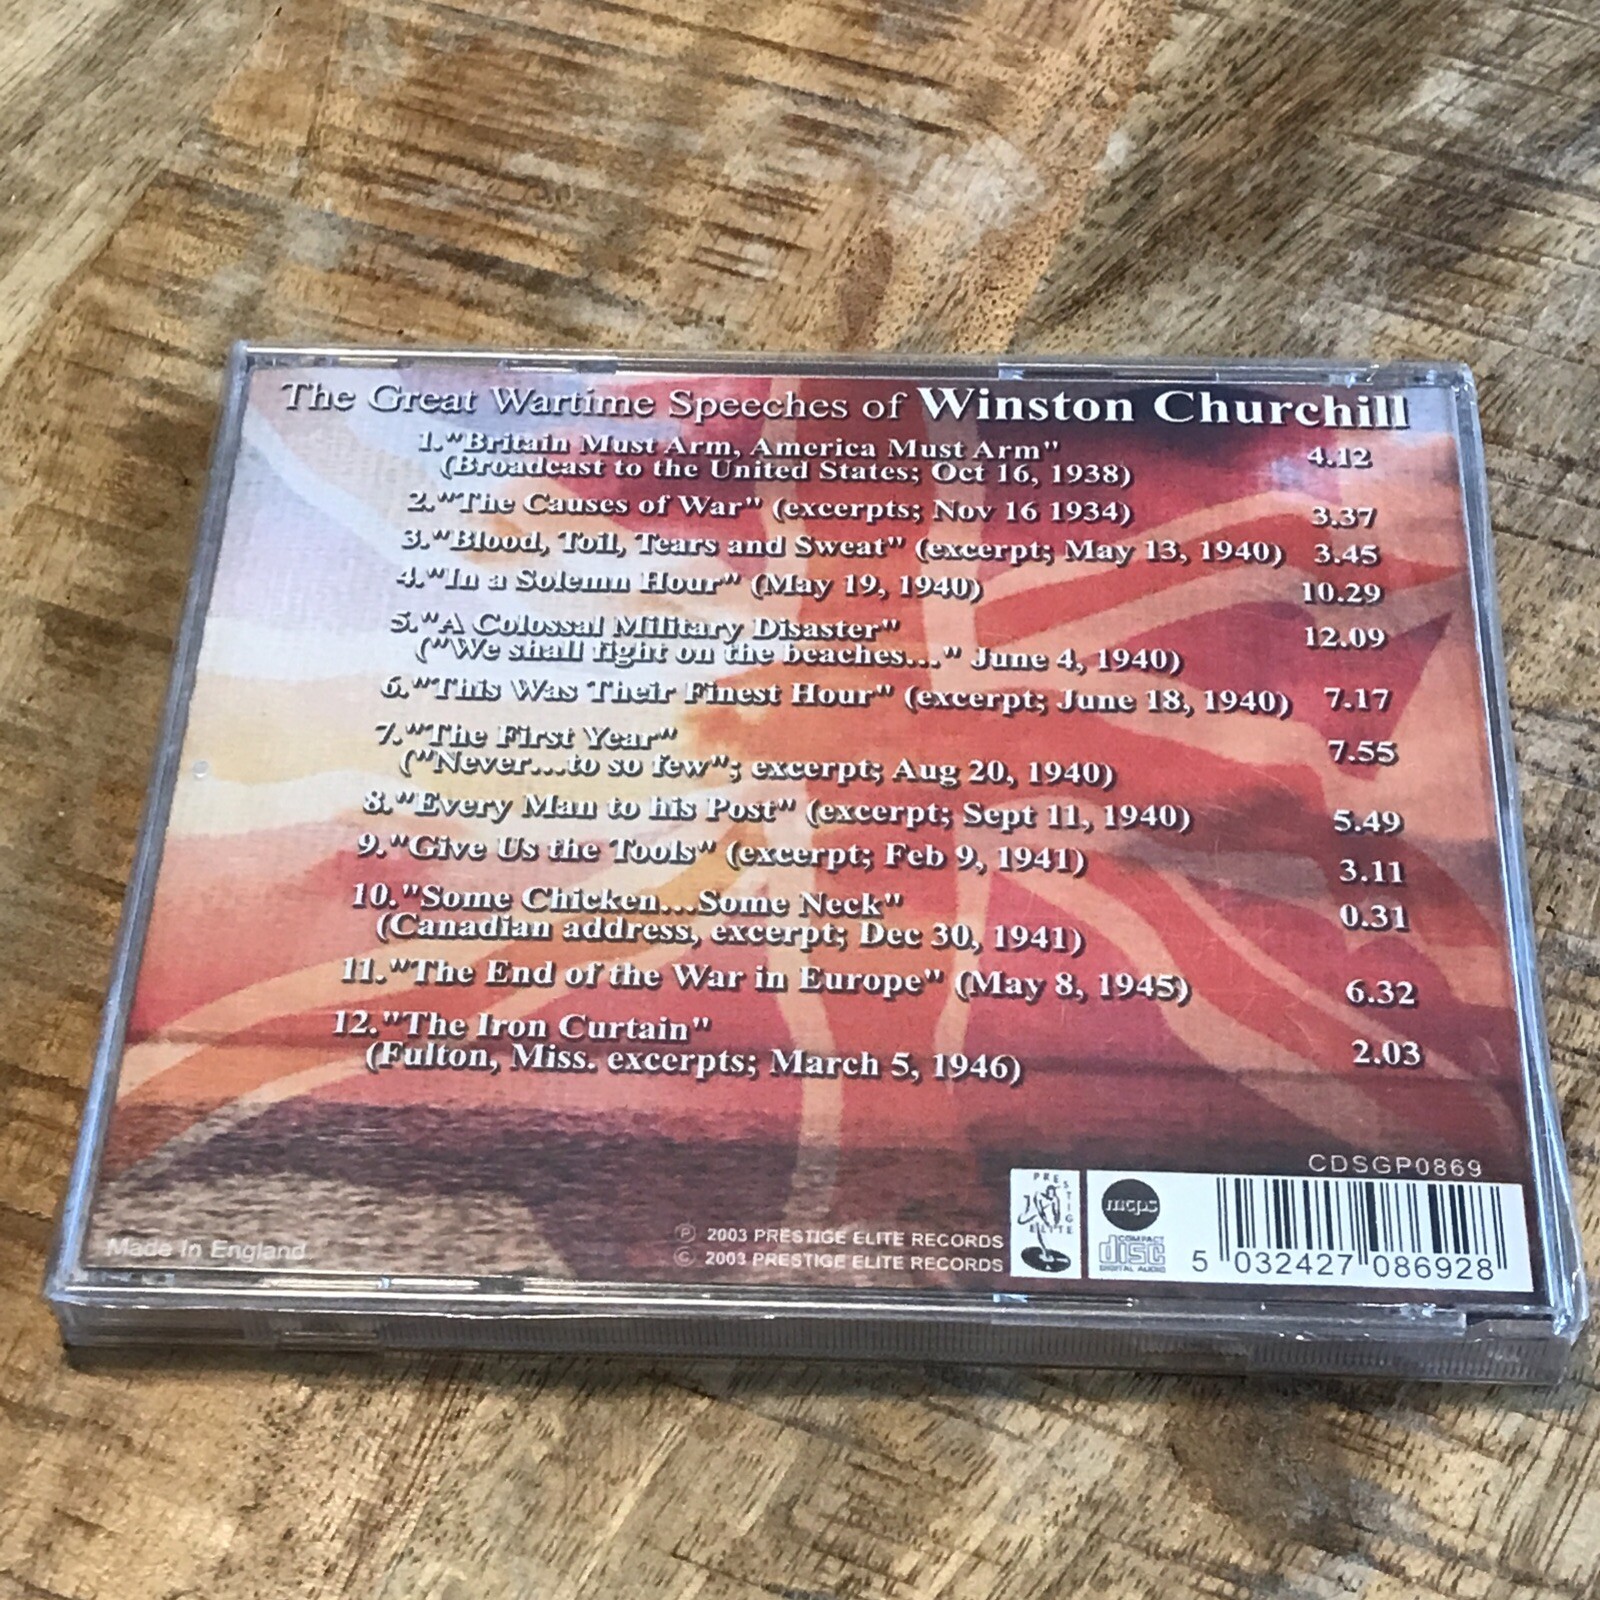 The Great Wartime Speeches of Winston Churchill
1."Britain Must Arm, America Must Arm" 4.12
(Broadcast to the United States; Oct 16, 1938)
2."The Causes of War" (excerpts; Nov 16 1934) 3.37
3."Blood, Toil, Tears and Sweat" (excerpt; May 13, 1940) 3.45
4."In a Solemn Hour" (May 19, 1940) 10.29
5."A Colossal Military Disaster" 12.09
("We shall fight on the beaches..." June 4, 1940)
6."This Was Their Finest Hour" (excerpt; June 18, 1940) 7.17
7."The First Year" 7.55
("Never...to so few"; excerpt; Aug 20, 1940)
8."Every Man to his Post" (excerpt; Sept 11, 1940) 5.49
9."Give Us the Tools" (excerpt; Feb 9, 1941) 3.11
10."Some Chicken...Some Neck" 0.31
(Canadian address, excerpt; Dec 30, 1941)
11."The End of the War in Europe" (May 8, 1945) 6.32
12."The Iron Curtain" 2.03
(Fulton, Miss. excerpts; March 5, 1946)
CDSGP0869
Made In England
℗ 2003 PRESTIGE ELITE RECORDS
© 2003 PRESTIGE ELITE RECORDS
PRESTIGE
ELITE
mcps
COMPACT
disc
DIGITAL AUDIO
5 032427 086928